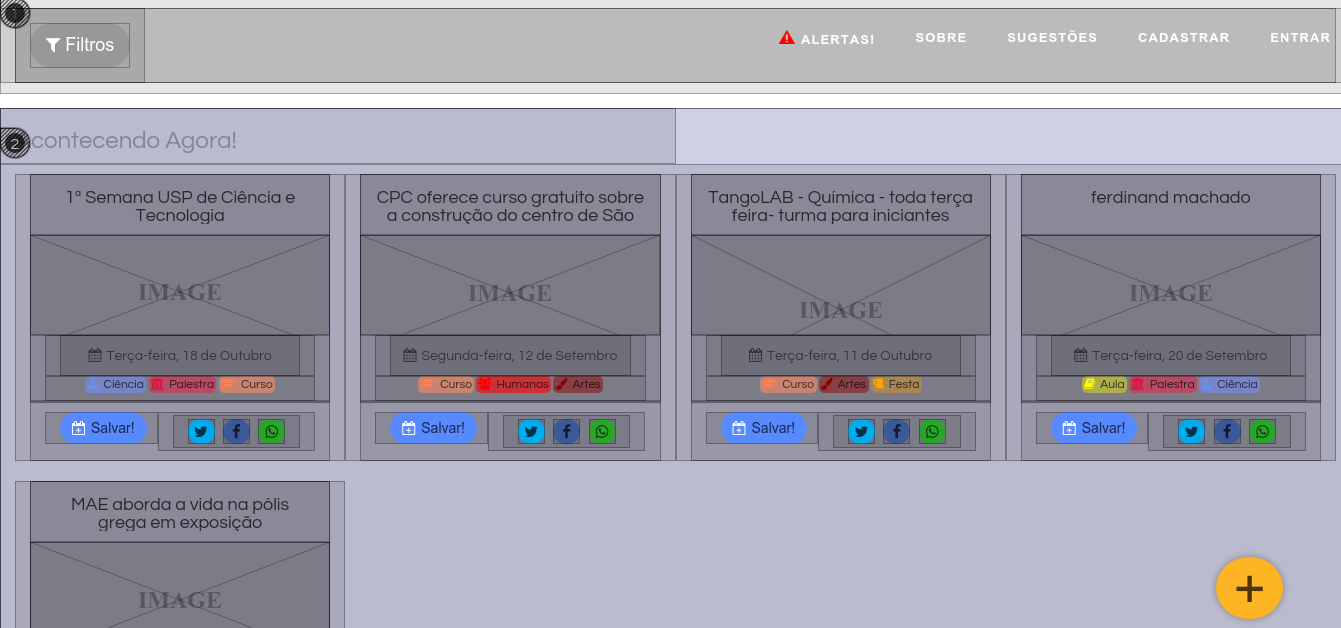 1
Filtros
ALERTAS!
SOBRE
SUGESTÕES
CADASTRAR
ENTRAR
2
contecendo Agora!
1ª Semana USP de Ciência e
Tecnologia
IMAGE
Terça-feira, 18 de Outubro
Ciência Palestra Curso
Salvar!
CPC oferece curso gratuito sobre
a construção do centro de São
IMAGE
Segunda-feira, 12 de Setembro
Curso Humanas Artes
Salvar!
TangoLAB - Química - toda terça
feira- turma para iniciantes
IMAGE
Terça-feira, 11 de Outubro
Curso Artes Festa
Salvar!
ferdinand machado
IMAGE
Terça-feira, 20 de Setembro
Aula Palestra Ciência
Salvar!
MAE aborda a vida na pólis
grega em exposição
IMAGE